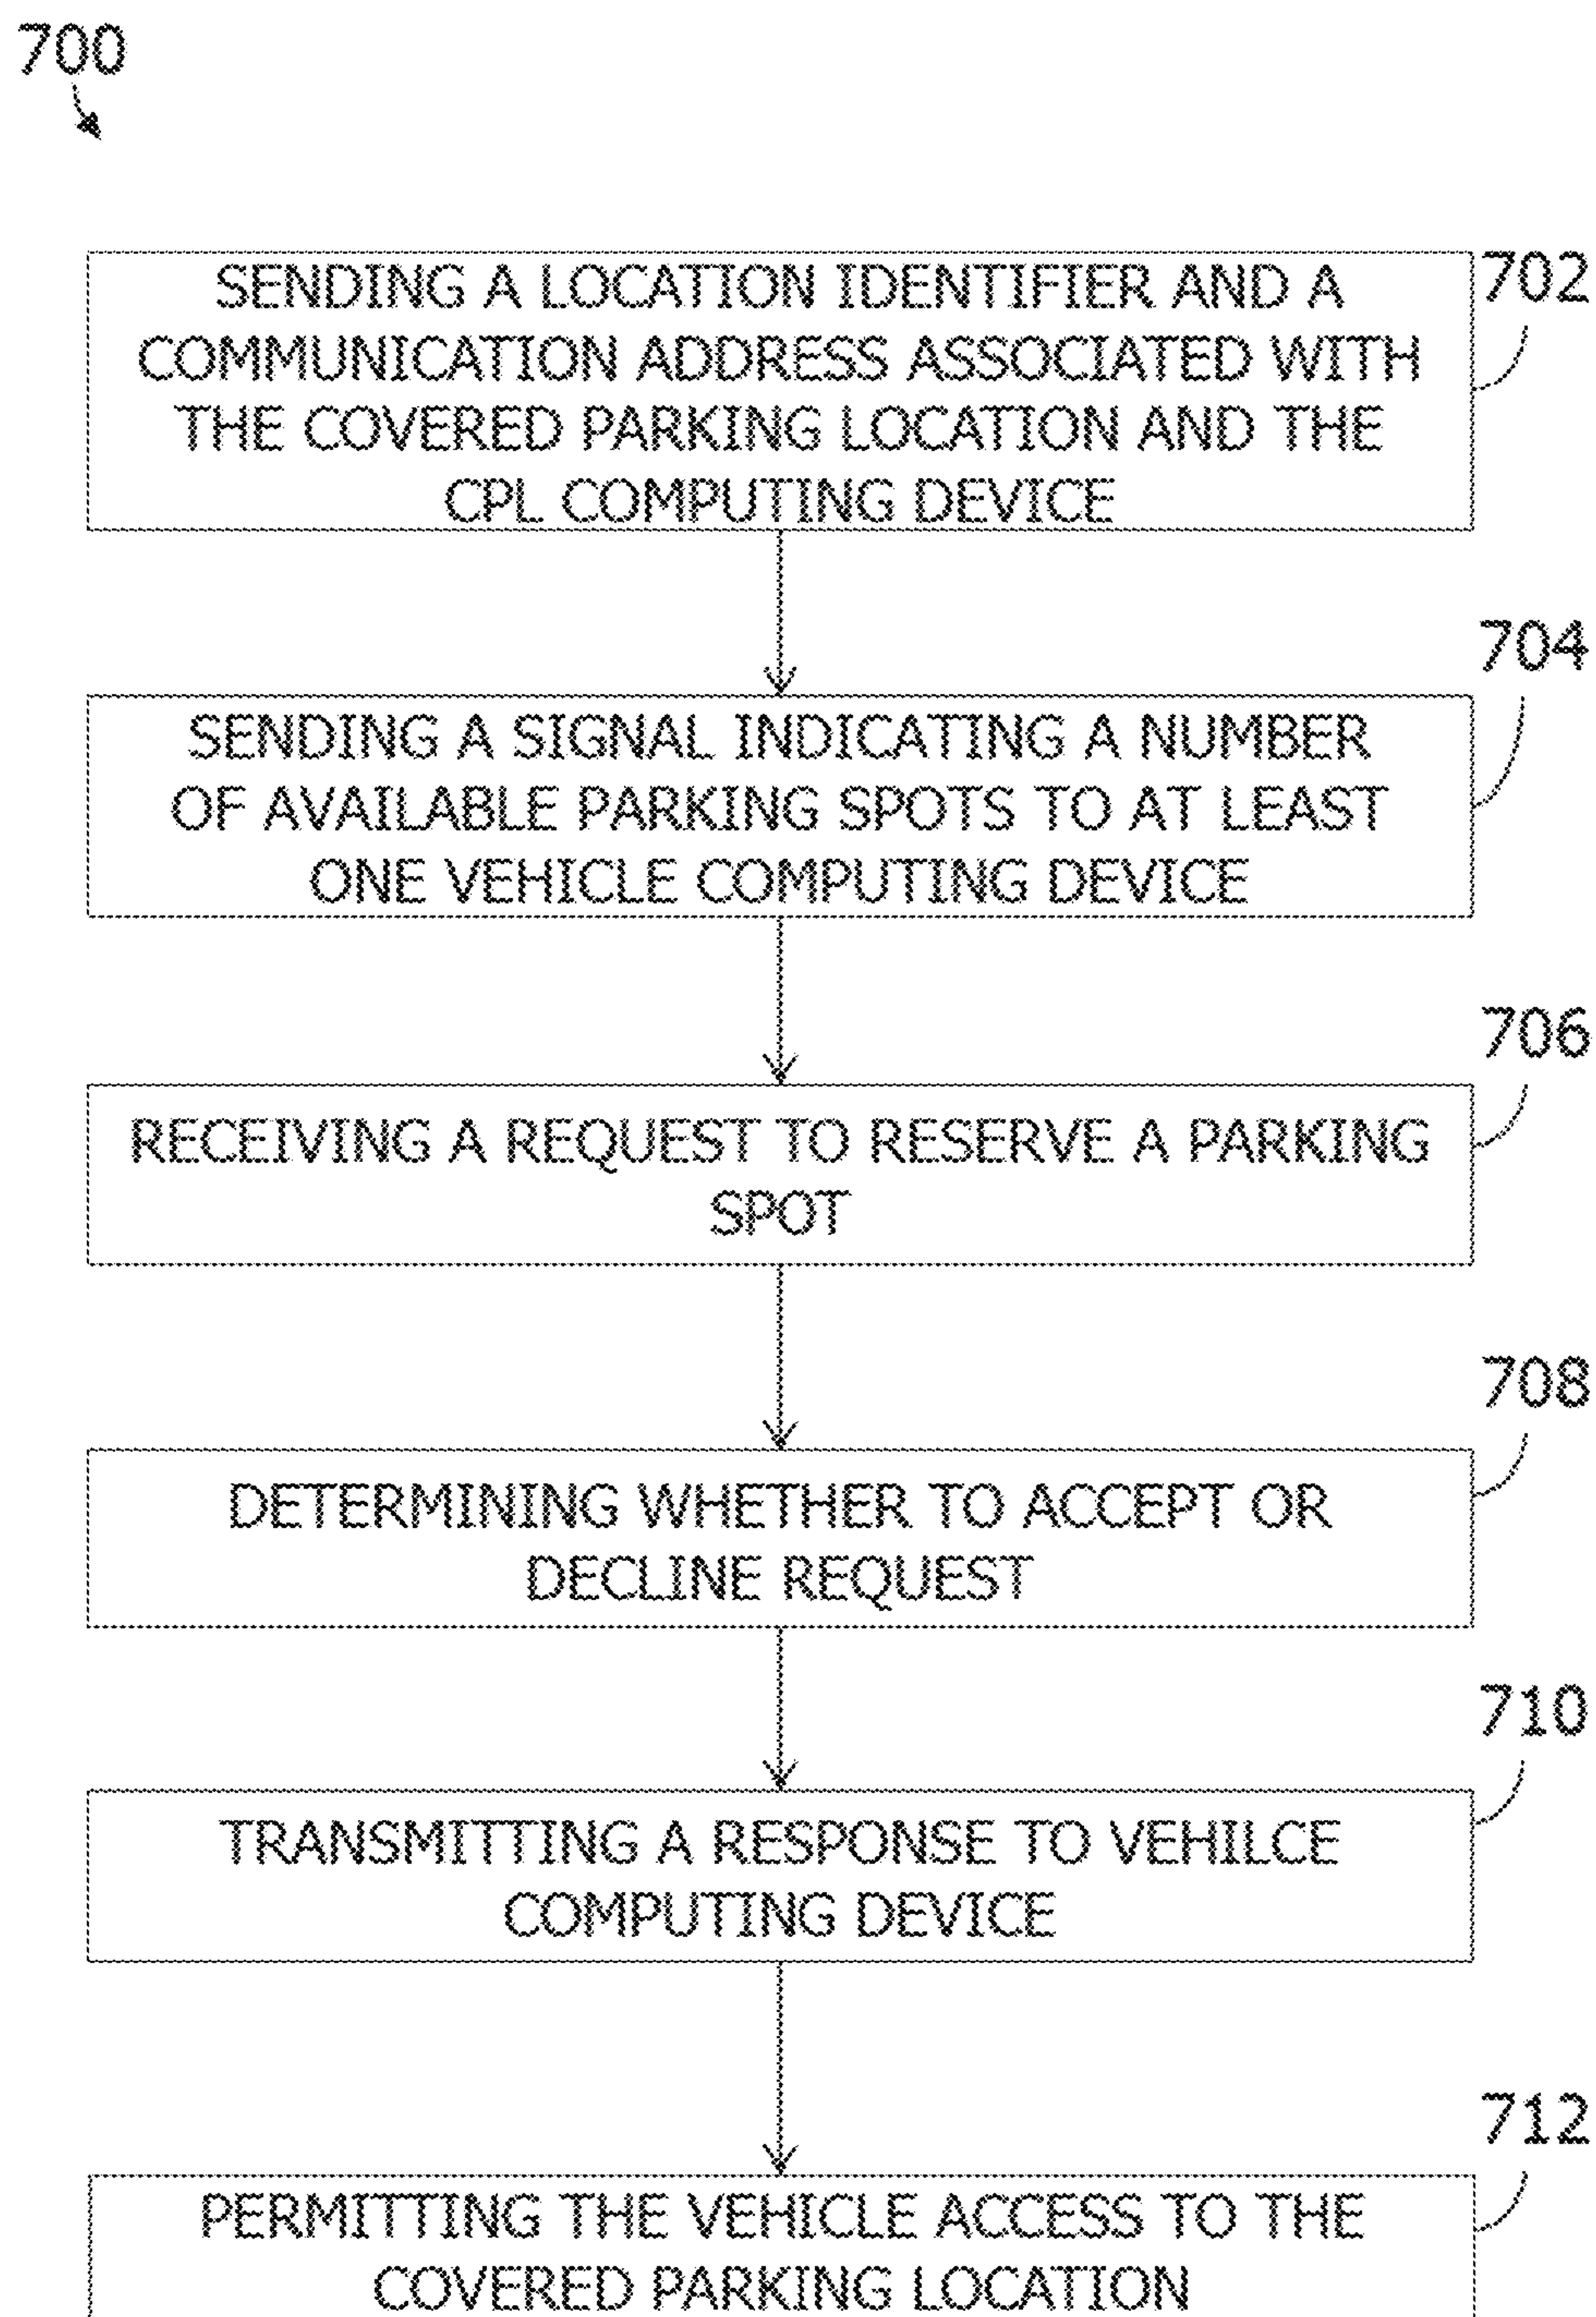 700
SENDING A LOCATION IDENTIFIER AND A
702
COMMUNICATION ADDRESS ASSOCIATED WITH
THE COVERED PARKING LOCATION AND THE
CPL COMPUTING DEVICE
704
SENDING A SIGNAL INDICATING A NUMBER
OF AVAILABLE PARKING SPOTS TO AT LEAST
ONE VEHICLE COMPUTING DEVICE
706
RECEIVING A REQUEST TO RESERVE A PARKING
SPOT
708
DETERMINING WHETHER TO ACCEPT OR
DECLINE REQUEST
710
TRANSMITTING A RESPONSE TO VEHILCE
COMPUTING DEVICE
712
PERMITTING THE VEHICLE ACCESS TO THE
COVERED PARKING LOCATION